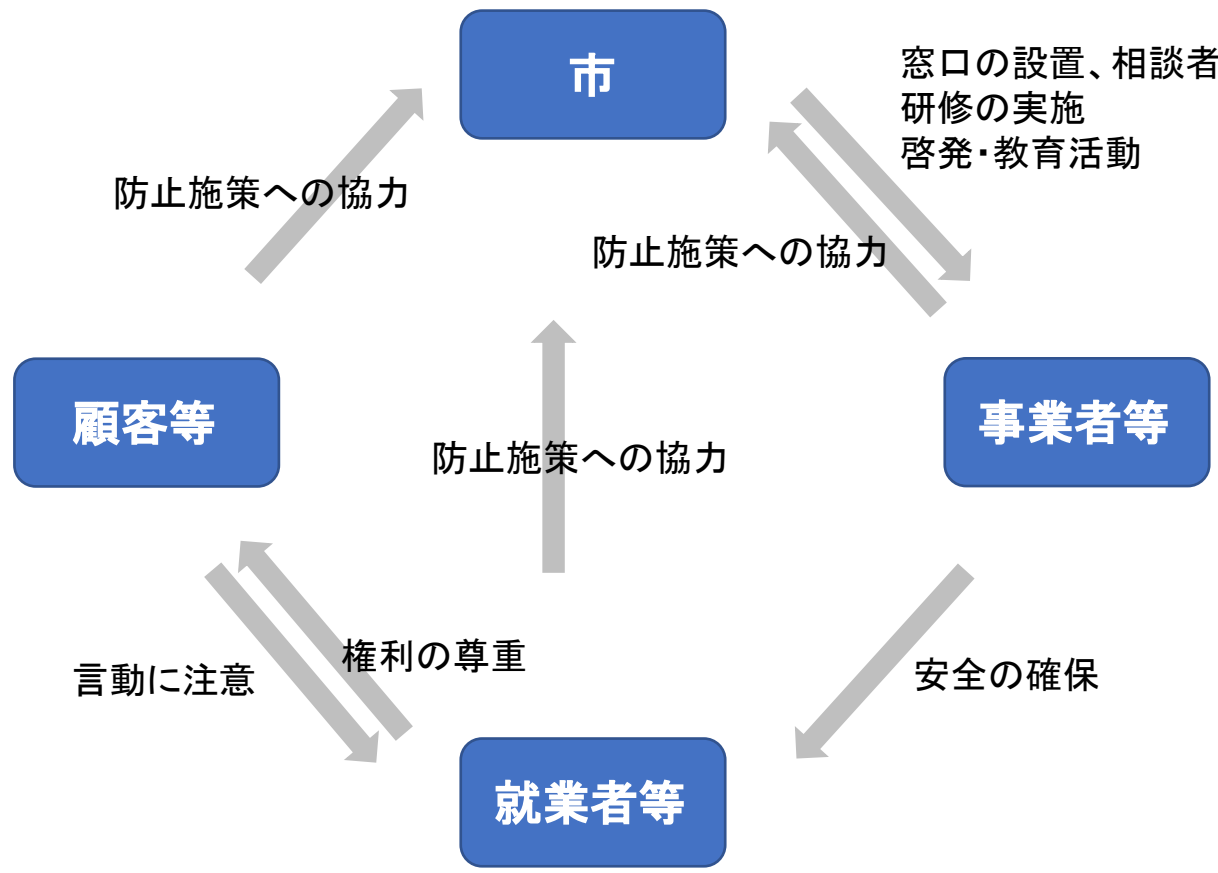 市
窓口の設置、相談者
研修の実施
啓発・教育活動
防止施策への協力
防止施策への協力
顧客等
事業者等
防止施策への協力
言動に注意
権利の尊重
安全の確保
就業者等